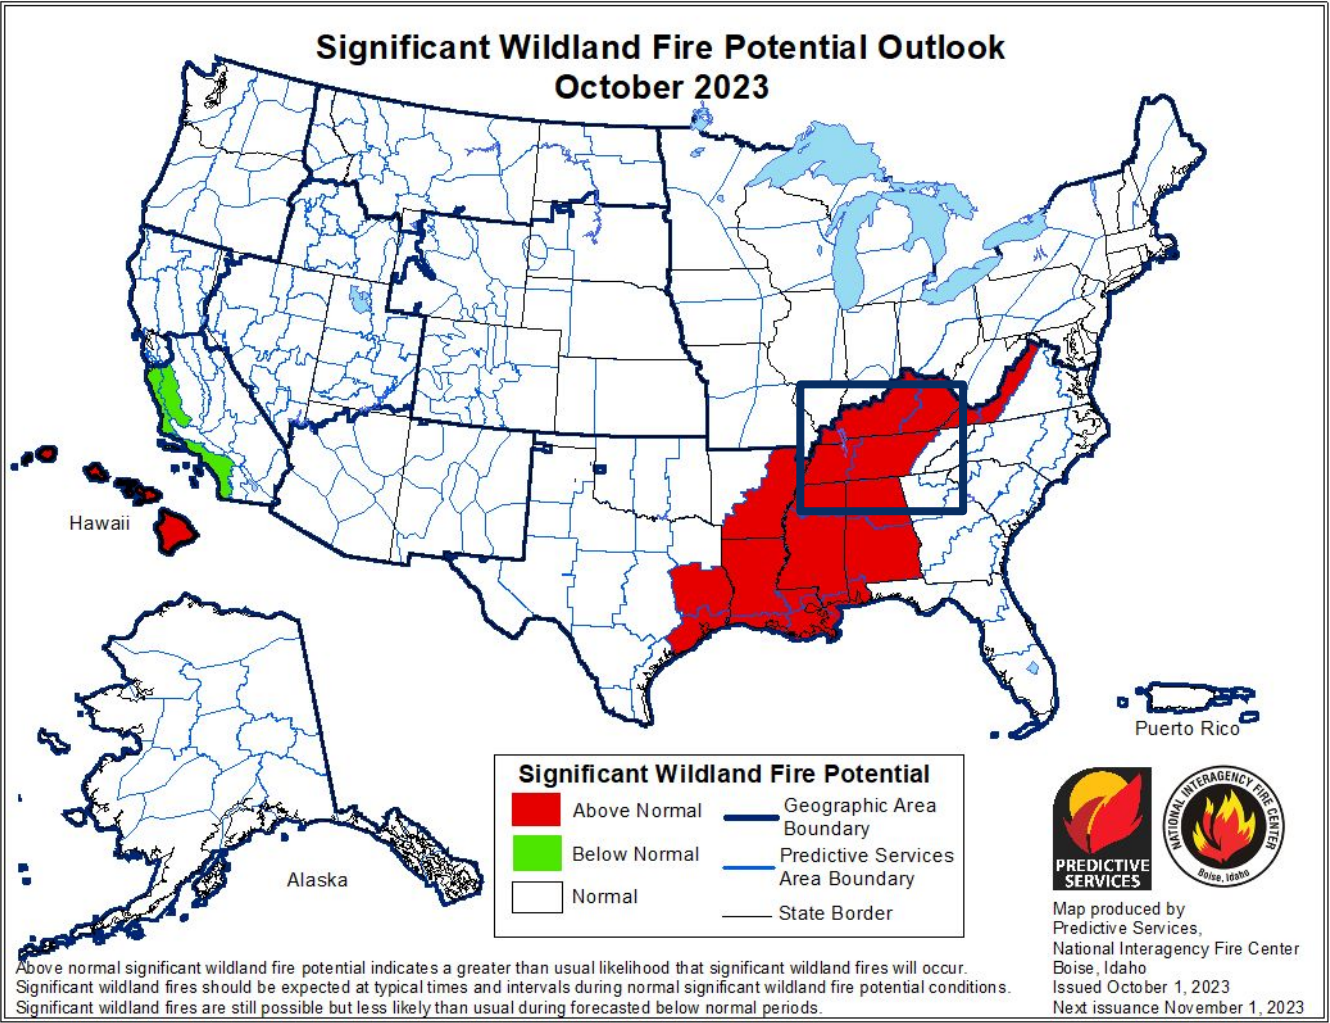 Significant Wildland Fire Potential Outlook
October 2023
Hawaii
Alaska
Puerto Rico
Significant Wildland Fire Potential
Above Normal
Below Normal
Normal
Geographic Area
Boundary
Predictive Services
Area Boundary
State Border
PREDICTIVE
SERVICES
NATIONAL INTERAGENCY FIRE CENTER
Boise, Idaho
Map produced by
Predictive Services,
National Interagency Fire Center
Boise, Idaho
Issued October 1, 2023
Next issuance November 1, 2023
Above normal significant wildland fire potential indicates a greater than usual likelihood that significant wildland fires will occur.
Significant wildland fires should be expected at typical times and intervals during normal significant wildland fire potential conditions.
Significant wildland fires are still possible but less likely than usual during forecasted below normal periods.